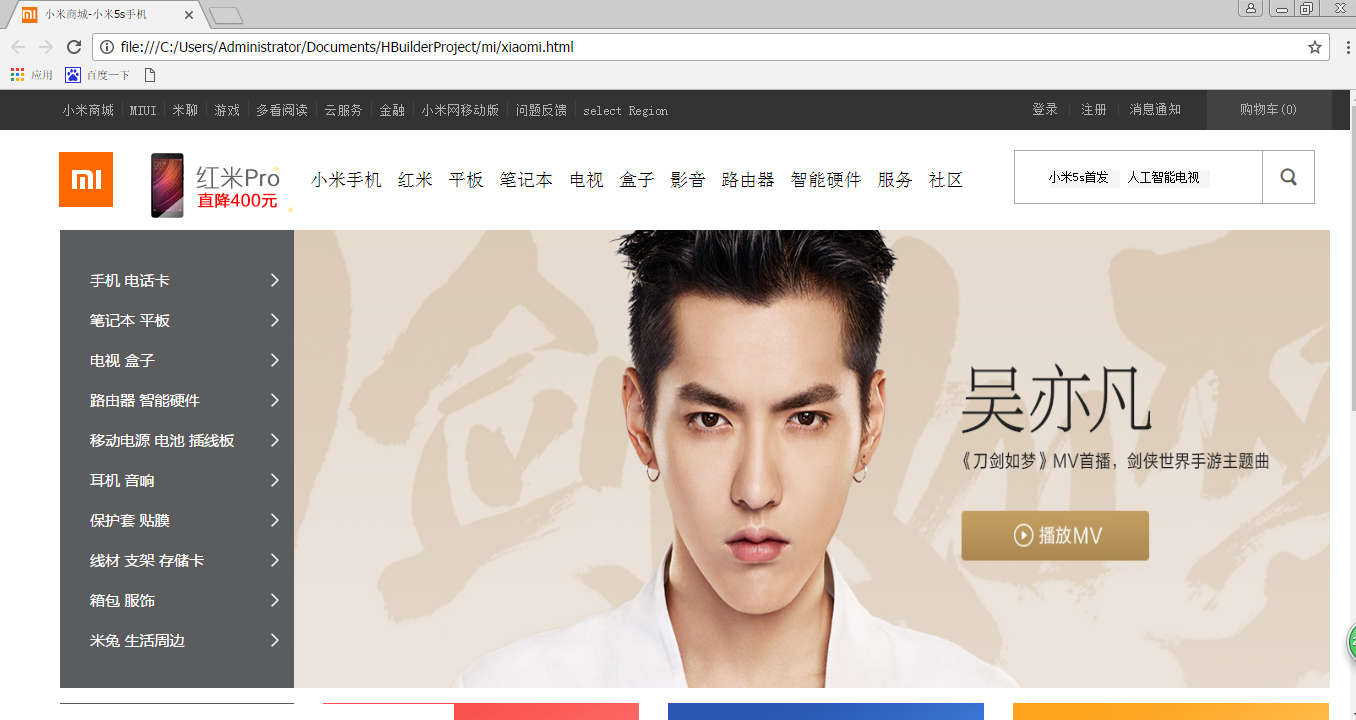 小米商城-小米5s手机
file:///C:/Users/Administrator/Documents/HBuilderProject/mi/xiaomi.html
应用 百度一下
小米商城 MIUI 米聊 游戏 多看阅读 云服务 金融 小米网移动版 问题反馈 select Region 登录 注册 消息通知 购物车(0)
红米Pro
直降400元
小米手机 红米 平板 笔记本 电视 盒子 影音 路由器 智能硬件 服务 社区
小米5s首发 人工智能电视
手机 电话卡
笔记本 平板
电视 盒子
路由器 智能硬件
移动电源 电池 插线板
耳机 音响
保护套 贴膜
线材 支架 存储卡
箱包 服饰
米兔 生活周边
吴亦凡
《刀剑如梦》MV首播，剑侠世界手游主题曲
播放MV